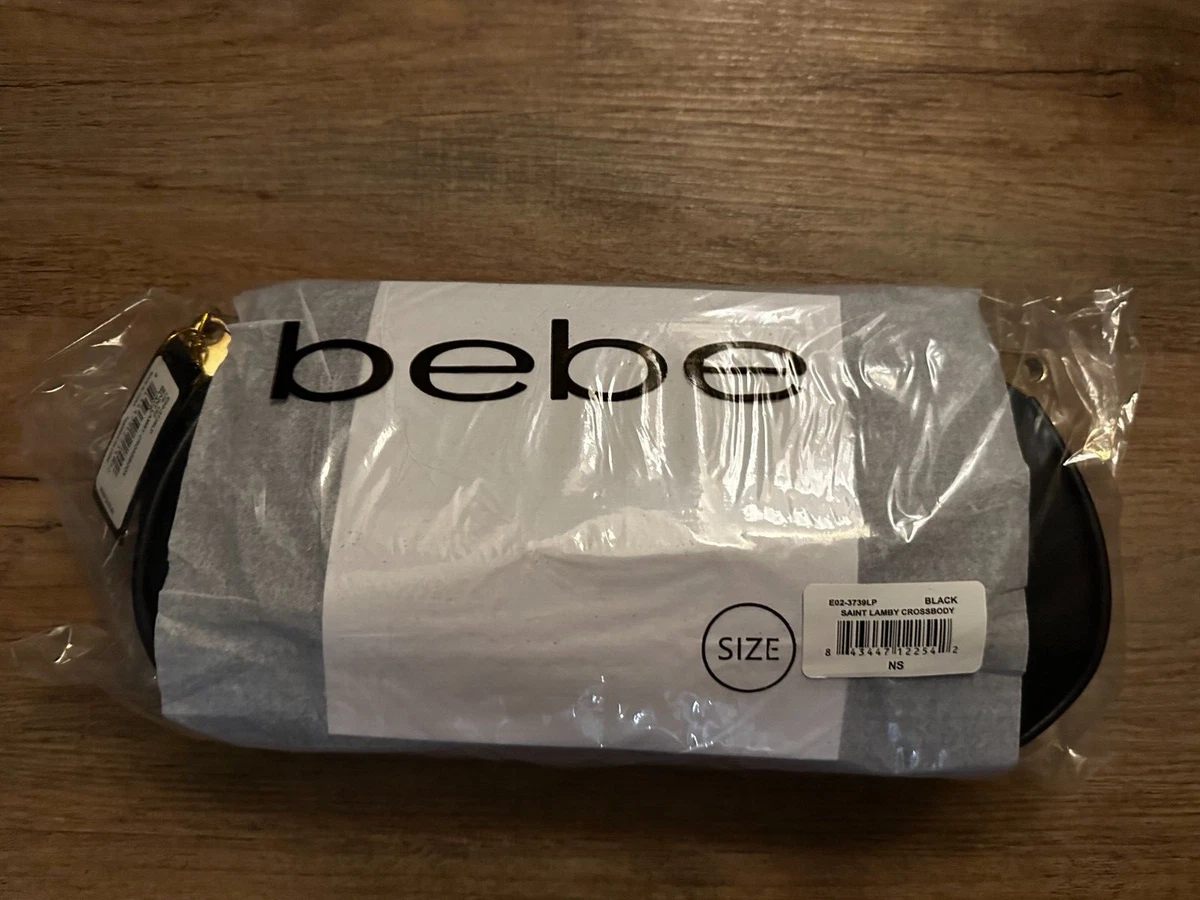 bebe
SIZE
E02-3739LP BLACK
SAINT LAMBY CROSSBODY
8 43447 12254 2
NS